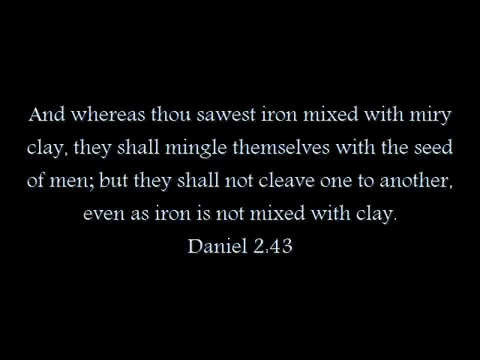 And whereas thou sawest iron mixed with miry
clay, they shall mingle themselves with the seed
of men; but they shall not cleave one to another,
even as iron is not mixed with clay.
Daniel 2:43